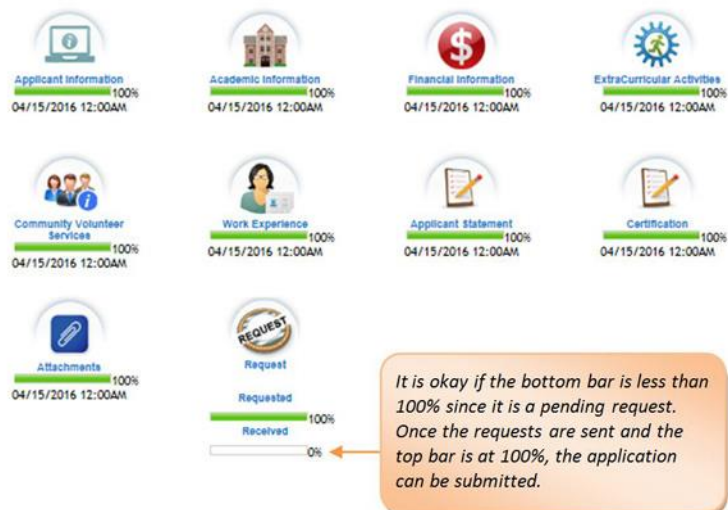 Applicant Information
100%
04/15/2016 12:00AM
Academic Information
100%
04/15/2016 12:00AM
Financial Information
100%
04/15/2016 12:00AM
ExtraCurricular Activities
100%
04/15/2016 12:00AM
Community Volunteer
Services
100%
04/15/2016 12:00AM
Work Experience
100%
04/15/2016 12:00AM
Applicant Statement
100%
04/15/2016 12:00AM
Certification
100%
04/15/2016 12:00AM
Attachments
100%
04/15/2016 12:00AM
REQUEST
Request
Requested
100%
Received
0%
It is okay if the bottom bar is less than
100% since it is a pending request.
Once the requests are sent and the
top bar is at 100%, the application
can be submitted.